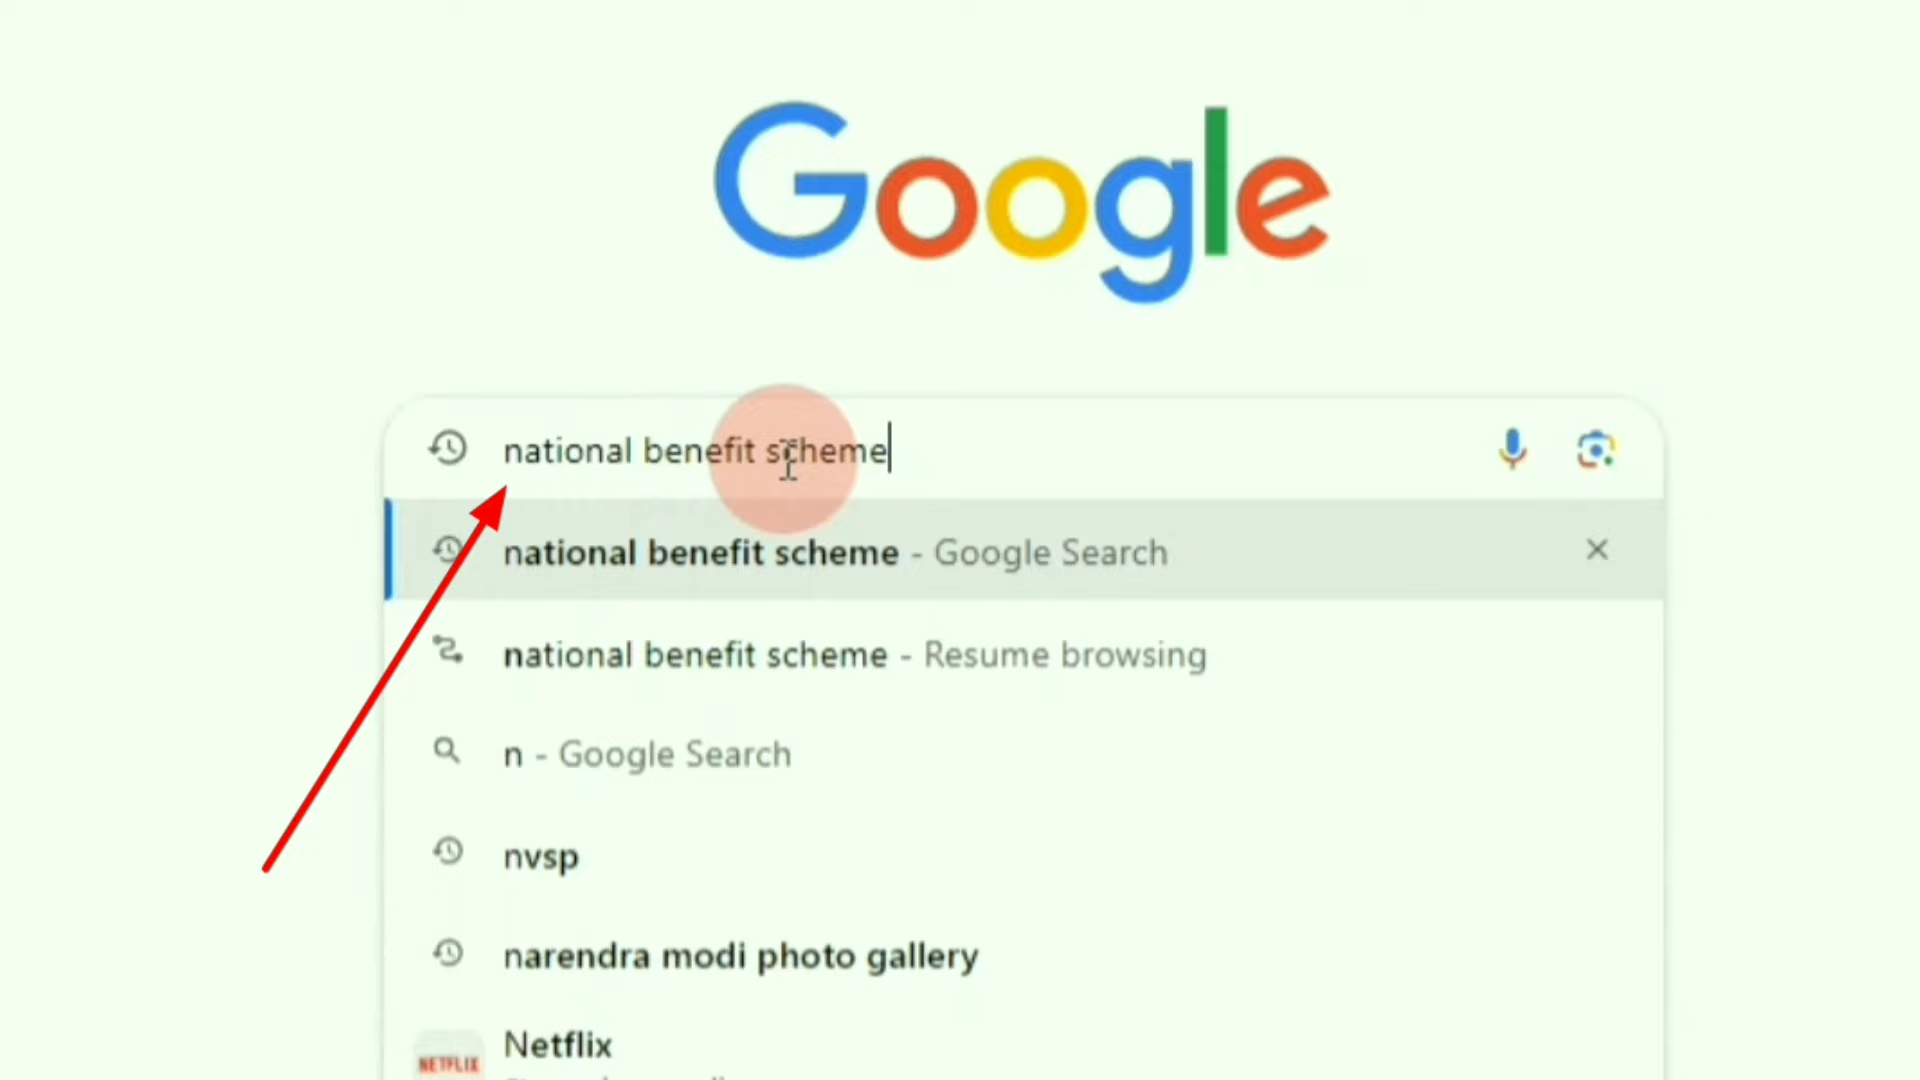 Google
national benefit scheme
national benefit scheme - Google Search
national benefit scheme - Resume browsing
n - Google Search
nvsp
narendra modi photo gallery
Netflix
NETFLIX